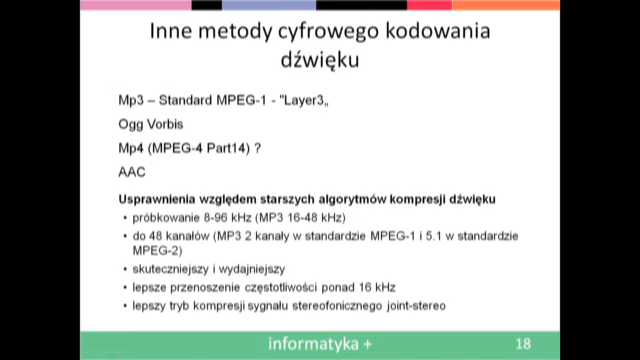 Inne metody cyfrowego kodowania
dźwięku
Mp3 – Standard MPEG-1 - "Layer3„
Ogg Vorbis
Mp4 (MPEG-4 Part14) ?
AAC
Usprawnienia względem starszych algorytmów kompresji dźwięku
• próbkowanie 8-96 kHz (MP3 16-48 kHz)
• do 48 kanałów (MP3 2 kanały w standardzie MPEG-1 i 5.1 w standardzie
MPEG-2)
• skuteczniejszy i wydajniejszy
• lepsze przenoszenie częstotliwości ponad 16 kHz
• lepszy tryb kompresji sygnału stereofonicznego joint-stereo
informatyka + 18